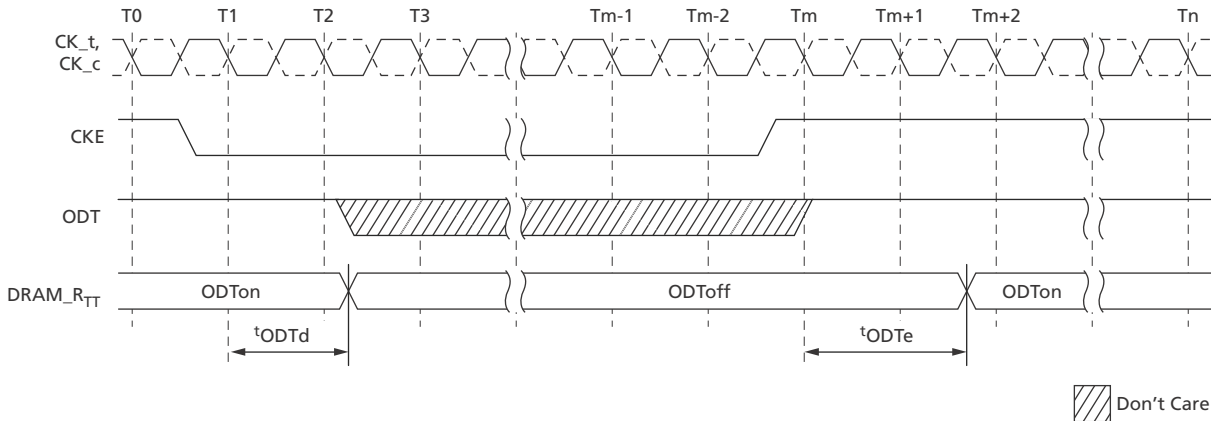 T0 T1 T2 T3 Tm-1 Tm-2 Tm Tm+1 Tm+2 Tn
CK_t,
CK_c
CKE
ODT
DRAM_RTT ODTon ODToff ODTon
tODTd tODTe
Don't Care